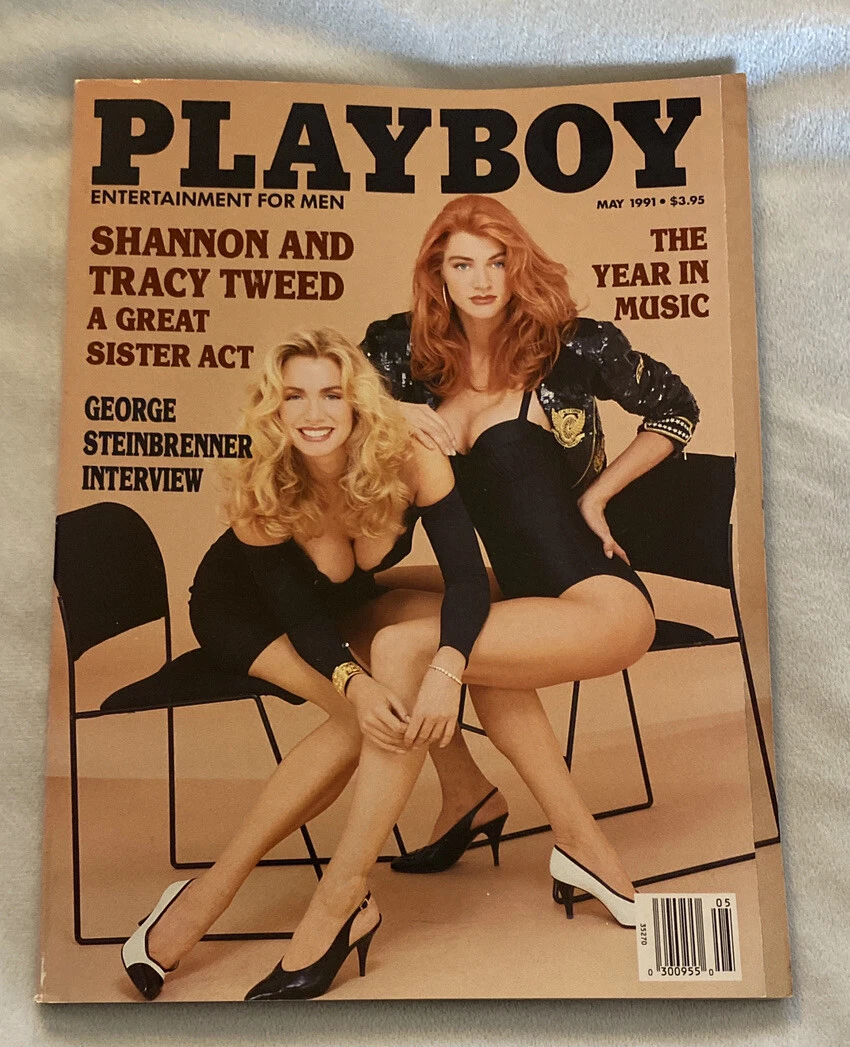 PLAYBOY
ENTERTAINMENT FOR MEN
MAY 1991 • $3.95
SHANNON AND
TRACY TWEED
A GREAT
SISTER ACT
GEORGE
STEINBRENNER
INTERVIEW
THE
YEAR IN
MUSIC
05
35270
0 300955 0